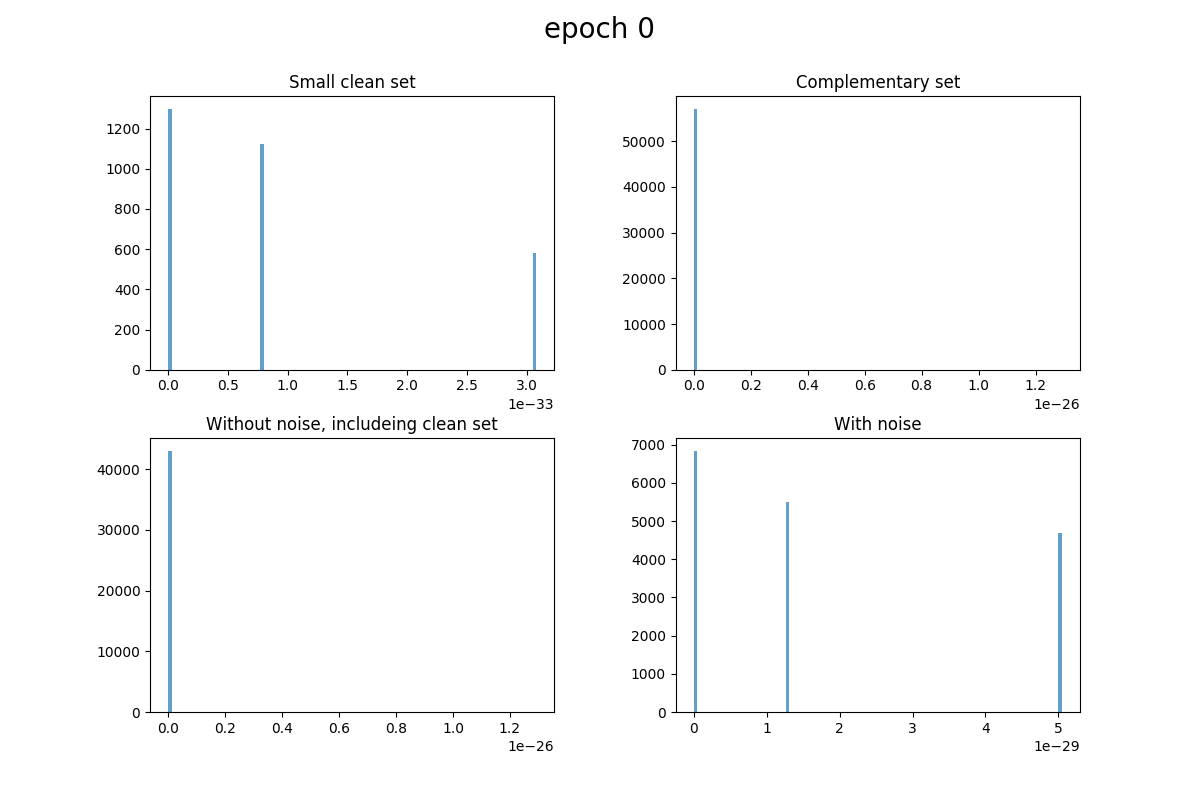 epoch 0
Small clean set
1200
1000
800
600
400
200
0
0.0 0.5 1.0 1.5 2.0 2.5 3.0
1e−33
Complementary set
50000
40000
30000
20000
10000
0
0.0 0.2 0.4 0.6 0.8 1.0 1.2
1e−26
Without noise, includeing clean set
40000
30000
20000
10000
0
0.0 0.2 0.4 0.6 0.8 1.0 1.2
1e−26
With noise
7000
6000
5000
4000
3000
2000
1000
0
0 1 2 3 4 5
1e−29